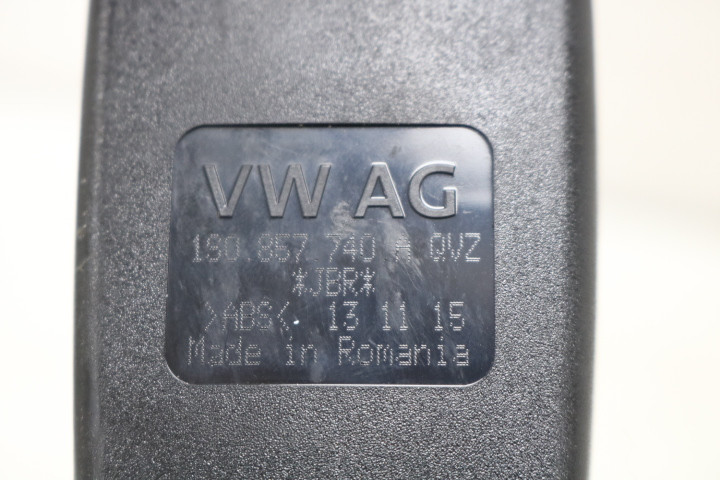 VW AG
1S0.857 740 A QVZ
*JBR*
>ABS<. 13 11 15
Made in Romania